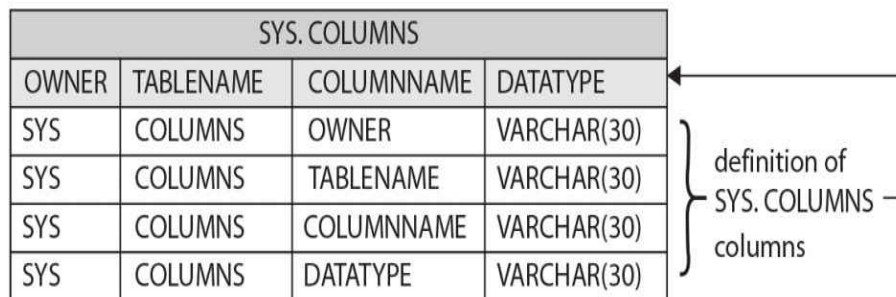 SYS. COLUMNS
OWNER TABLENAME COLUMNNAME DATATYPE
SYS COLUMNS OWNER VARCHAR(30)
SYS COLUMNS TABLENAME VARCHAR(30)
SYS COLUMNS COLUMNNAME VARCHAR(30)
SYS COLUMNS DATATYPE VARCHAR(30)
definition of
SYS. COLUMNS
columns